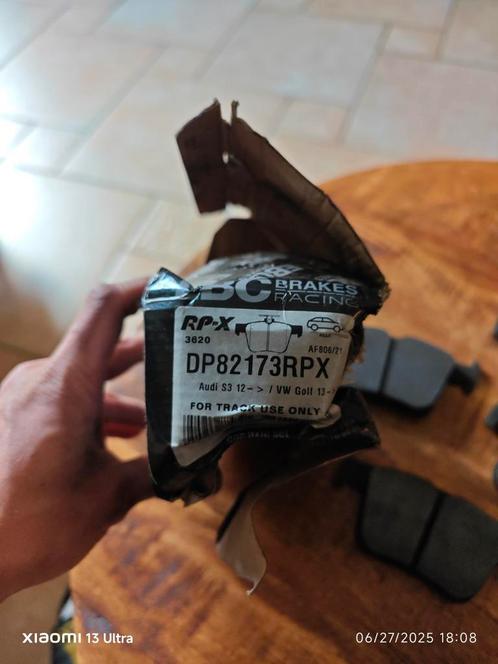 BC BRAKES
RACING
RP-X
3620
AF806/21
DP82173RPX
Audi S3 12-> / VW Golf 13-
FOR TRACK USE ONLY
XIAOMI 13 Ultra
06/27/2025 18:08